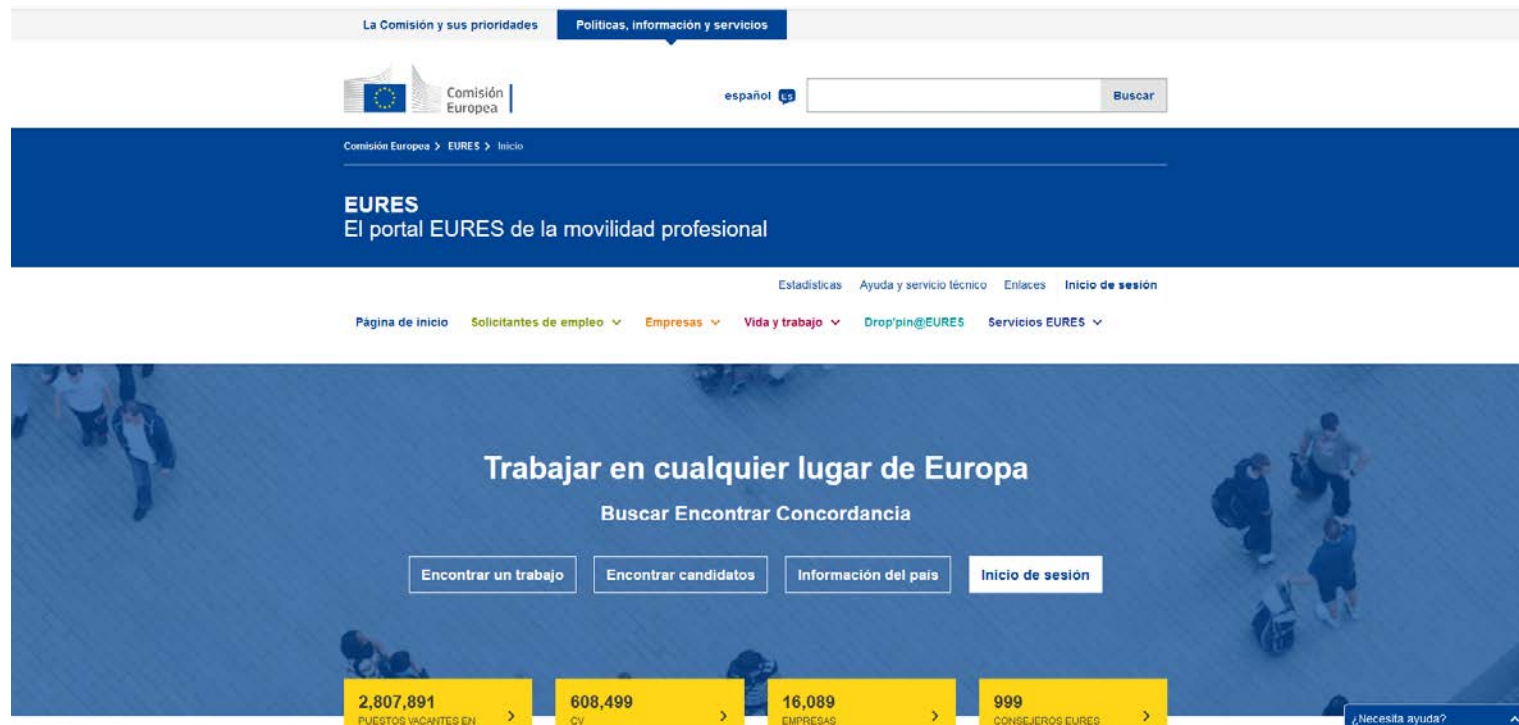 La Comisión y sus prioridades Políticas, información y servicios
Comisión
Europea
español ES Buscar
Comisión Europea > EURES > Inicio
EURES
El portal EURES de la movilidad profesional
Estadísticas Ayuda y servicio técnico Enlaces Inicio de sesión
Página de inicio Solicitantes de empleo Empresas Vida y trabajo Drop'pin@EURES Servicios EURES
Trabajar en cualquier lugar de Europa
Buscar Encontrar Concordancia
Encontrar un trabajo Encontrar candidatos Información del país Inicio de sesión
2,807,891 608,499 16,089 999
PUESTOS VACANTES EN CV EMPRESAS CONSEJEROS EURES
¿Necesita ayuda?